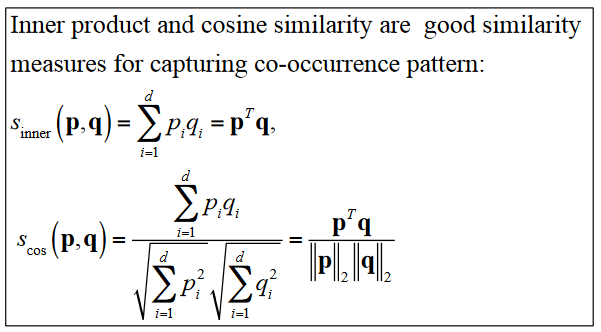 Inner product and cosine similarity are good similarity
measures for capturing co-occurrence pattern:
$s_{\text{inner}}(\mathbf{p},\mathbf{q}) = \sum_{i=1}^{d} p_i q_i = \mathbf{p}^T \mathbf{q},$
$s_{\text{cos}}(\mathbf{p},\mathbf{q}) = \frac{\sum_{i=1}^{d} p_i q_i}{\sqrt{\sum_{i=1}^{d} p_i^2} \sqrt{\sum_{i=1}^{d} q_i^2}} = \frac{\mathbf{p}^T \mathbf{q}}{\|\mathbf{p}\|_2 \|\mathbf{q}\|_2}$